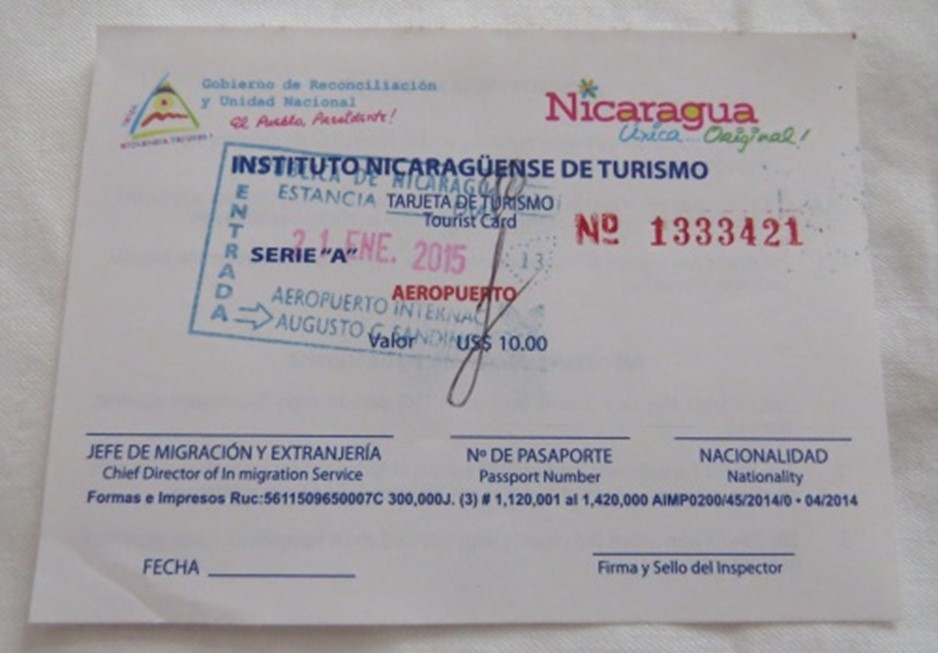 Gobierno de Reconciliación
y Unidad Nacional
El Pueblo, Presidente!
Nicaragua
Única... Original!
INSTITUTO NICARAGÜENSE DE TURISMO
DE NICARAGUA
ESTANCIA
TARJETA DE TURISMO
Tourist Card
Nº 1333421
ENTRADA
21 ENE. 2015
SERIE "A"
13
AEROPUERTO
AEROPUERTO INTERNAC
AUGUSTO C. SANDINO
Valor US$ 10.00
JEFE DE MIGRACIÓN Y EXTRANJERÍA
Chief Director of In migration Service
Nº DE PASAPORTE
Passport Number
NACIONALIDAD
Nationality
Formas e Impresos Ruc:5611509650007C 300,000J. (3) # 1,120,001 al 1,420,000 AIMP0200/45/2014/0 • 04/2014
FECHA
Firma y Sello del Inspector